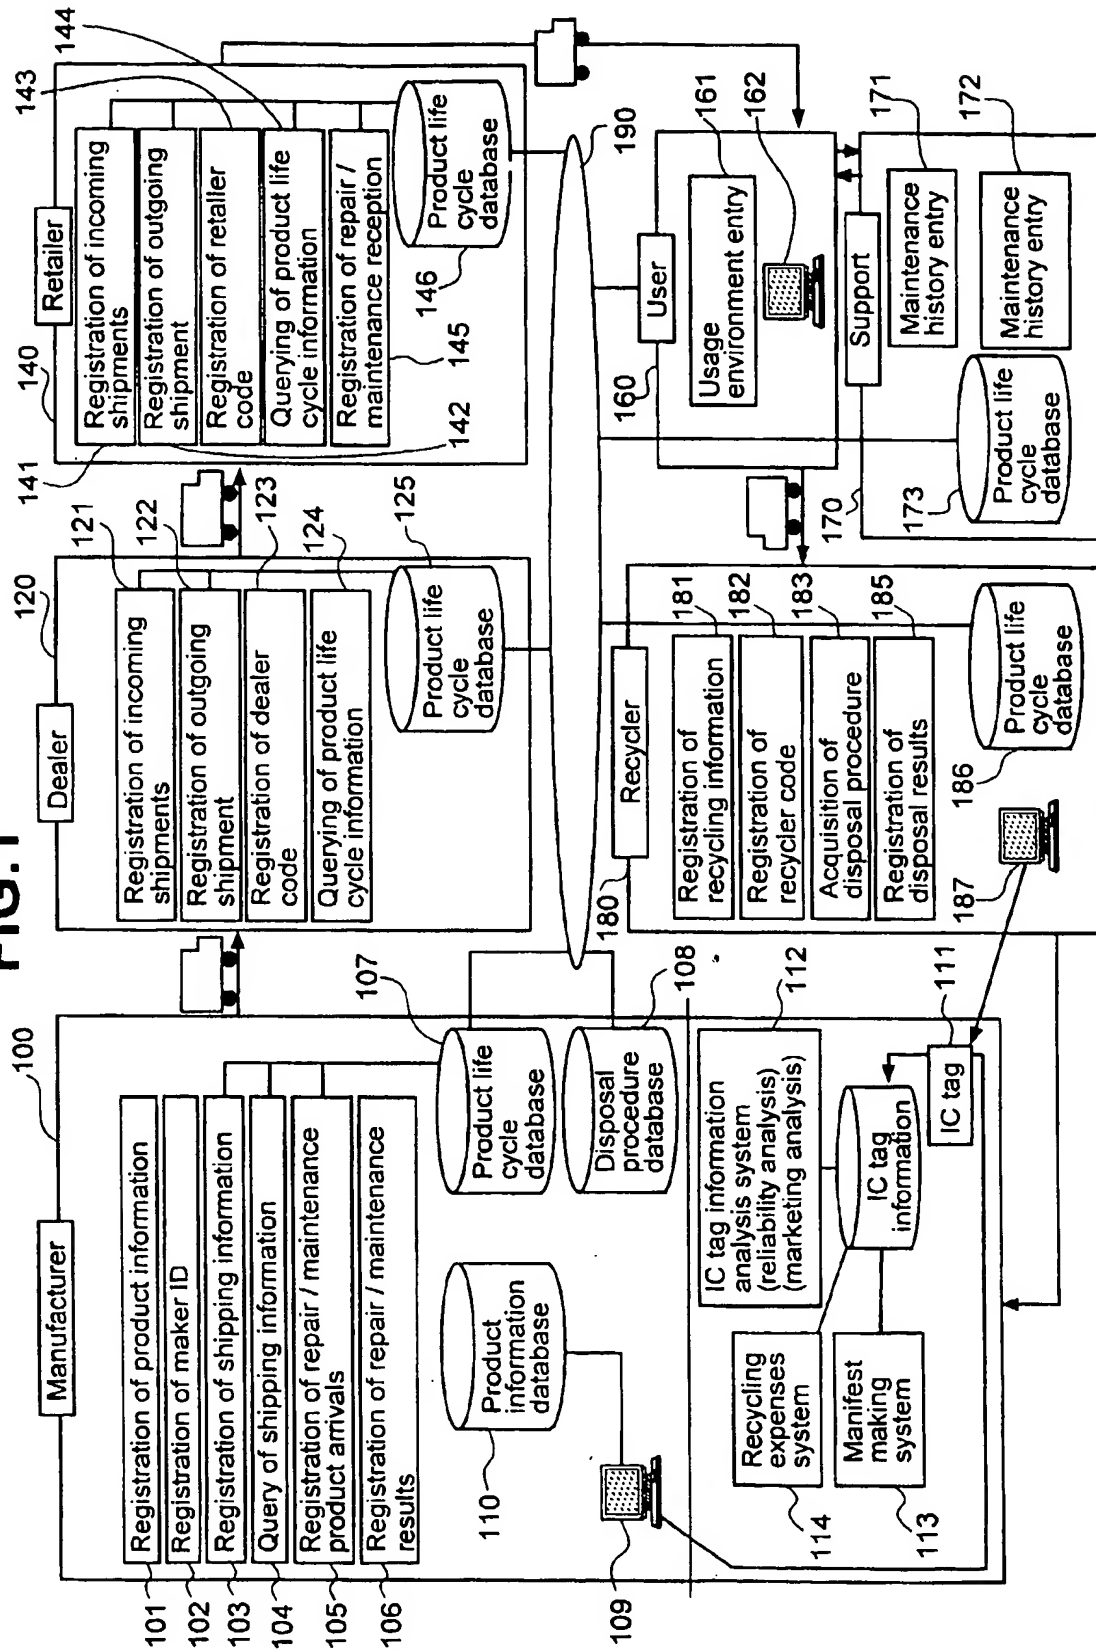 FIG.1
100
Manufacturer
101
Registration of product information
102
Registration of maker ID
103
Registration of shipping information
104
Query of shipping information
105
Registration of repair / maintenance
product arrivals
106
Registration of repair / maintenance
results
107
Product life
cycle
database
108
Disposal
procedure
database
110
Product
information
database
109
112
IC tag information
analysis system
(reliability analysis)
(marketing analysis)
111
IC tag
IC tag
information
Recycling
expenses
system
114
Manifest
making
system
113
120
Dealer
121
Registration of incoming
shipments
122
Registration of outgoing
shipment
123
Registration of dealer
code
124
Querying of product life
cycle information
125
Product life
cycle
database
140
Retailer
141
Registration of incoming
shipments
142
Registration of outgoing
shipment
143
Registration of retailer
code
144
Querying of product life
cycle information
145
Registration of repair /
maintenance reception
146
Product life
cycle
database
190
180
Recycler
181
Registration of
recycling information
182
Registration of
recycler code
183
Acquisition of
disposal procedure
185
Registration of
disposal results
186
Product life
cycle
database
187
160
User
161
Usage
environment entry
162
170
Support
171
Maintenance
history entry
172
Maintenance
history entry
173
Product life
cycle
database